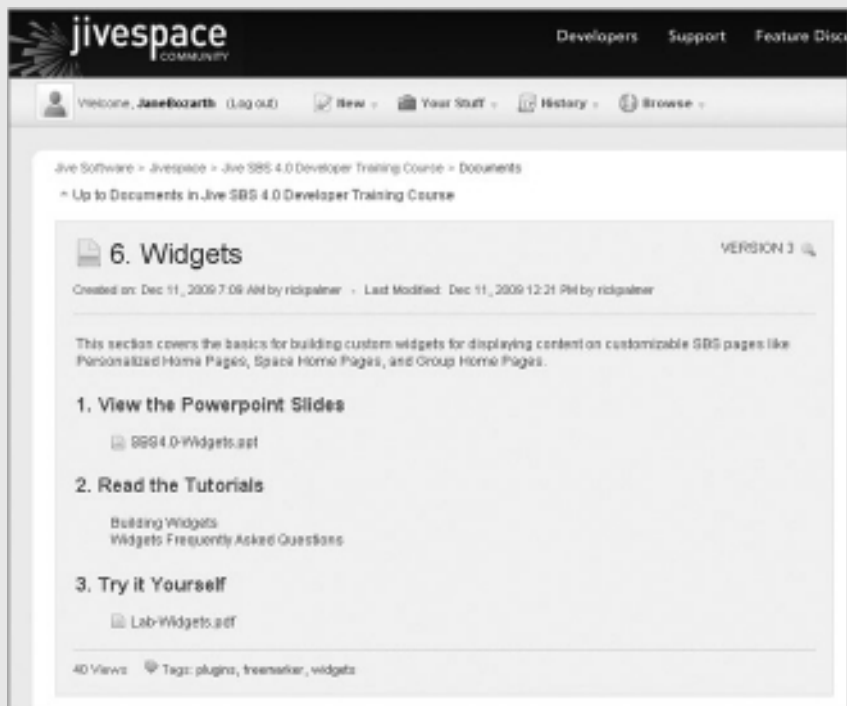 jivespace
COMMUNITY
Developers Support Feature Disc
Welcome, JaneBozarth (Log out) New Your Stuff History Browse
Jive Software > Jivespace > Jive SBS 4.0 Developer Training Course > Documents
Up to Documents in Jive SBS 4.0 Developer Training Course
6. Widgets
VERSION 3
Created on: Dec 11, 2009 7:09 AM by rickpalmer - Last Modified: Dec 11, 2009 12:21 PM by rickpalmer
This section covers the basics for building custom widgets for displaying content on customizable SBS pages like
Personalized Home Pages, Space Home Pages, and Group Home Pages.
1. View the Powerpoint Slides
SBS4.0-Widgets.ppt
2. Read the Tutorials
Building Widgets
Widgets Frequently Asked Questions
3. Try it Yourself
Lab-Widgets.pdf
40 Views Tags: plugins, freemarker, widgets